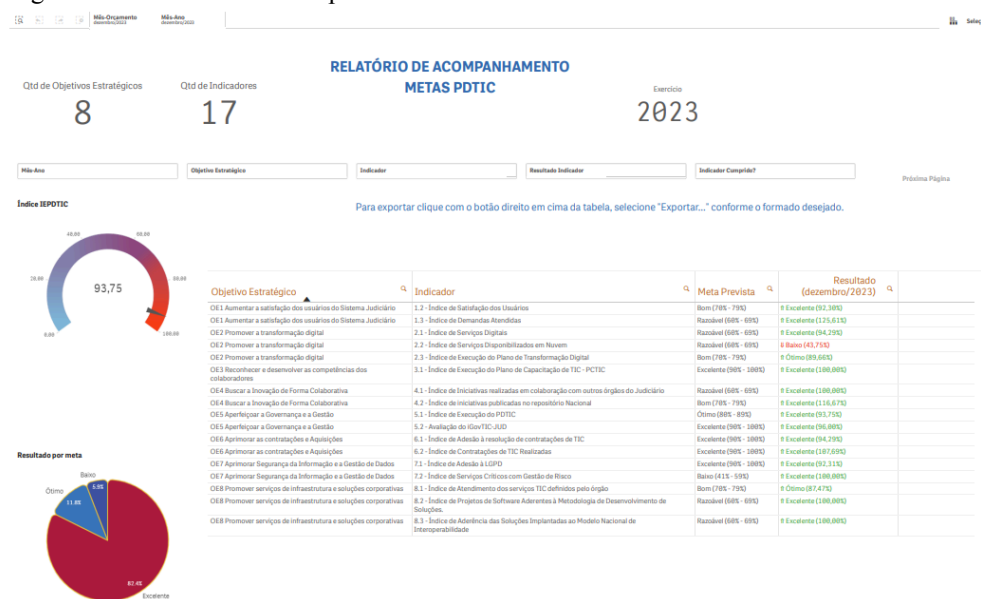 Mês-Orçamento
dezembro/2023
Mês-Ano
dezembro/2023
RELATÓRIO DE ACOMPANHAMENTO
METAS PDTIC
Qtd de Objetivos Estratégicos
8
Qtd de Indicadores
17
Exercício
2023
Mês-Ano
Objetivo Estratégico
Indicador
Resultado Indicador
Indicador Cumprido?
Próxima Página
Índice IEPDTIC
Para exportar clique com o botão direito em cima da tabela, selecione "Exportar..." conforme o formado desejado.
0.00
20.00
40.00
60.00
80.00
100.00
93,75
Objetivo Estratégico Indicador Meta Prevista Resultado (dezembro/2023)
OE1 Aumentar a satisfação dos usuários do Sistema Judiciário 1.2 - Índice de Satisfação dos Usuários Bom (70% - 79%) Excelente (92,30%)
OE1 Aumentar a satisfação dos usuários do Sistema Judiciário 1.3 - Índice de Demandas Atendidas Razoável (60% - 69%) Excelente (125,61%)
OE2 Promover a transformação digital 2.1 - Índice de Serviços Digitais Razoável (60% - 69%) Excelente (94,29%)
OE2 Promover a transformação digital 2.2 - Índice de Serviços Disponibilizados em Nuvem Razoável (60% - 69%) Baixo (43,75%)
OE2 Promover a transformação digital 2.3 - Índice de Execução do Plano de Transformação Digital Bom (70% - 79%) Ótimo (89,66%)
OE3 Reconhecer e desenvolver as competências dos colaboradores 3.1 - Índice de Execução do Plano de Capacitação de TIC - PCTIC Excelente (90% - 100%) Excelente (100,00%)
OE4 Buscar a Inovação de Forma Colaborativa 4.1 - Índice de Iniciativas realizadas em colaboração com outros órgãos do Judiciário Razoável (60% - 69%) Excelente (100,00%)
OE4 Buscar a Inovação de Forma Colaborativa 4.2 - Índice de iniciativas publicadas no repositório Nacional Bom (70% - 79%) Excelente (116,67%)
OE5 Aperfeiçoar a Governança e a Gestão 5.1 - Índice de Execução do PDTIC Ótimo (80% - 89%) Excelente (93,75%)
OE5 Aperfeiçoar a Governança e a Gestão 5.2 - Avaliação do iGovTIC-JUD Excelente (90% - 100%) Excelente (96,00%)
OE6 Aprimorar as contratações e Aquisições 6.1 - Índice de Adesão à resolução de contratações de TIC Excelente (90% - 100%) Excelente (94,29%)
OE6 Aprimorar as contratações e Aquisições 6.2 - Índice de Contratações de TIC Realizadas Excelente (90% - 100%) Excelente (107,69%)
OE7 Aprimorar Segurança da Informação e a Gestão de Dados 7.1 - Índice de Adesão à LGPD Excelente (90% - 100%) Excelente (92,31%)
OE7 Aprimorar Segurança da Informação e a Gestão de Dados 7.2 - Índice de Serviços Críticos com Gestão de Risco Baixo (41% - 59%) Excelente (100,00%)
OE8 Promover serviços de infraestrutura e soluções corporativas 8.1 - Índice de Atendimento dos serviços TIC definidos pelo órgão Bom (70% - 79%) Ótimo (87,47%)
OE8 Promover serviços de infraestrutura e soluções corporativas 8.2 - Índice de Projetos de Software Aderentes à Metodologia de Desenvolvimento de Soluções. Razoável (60% - 69%) Excelente (100,00%)
OE8 Promover serviços de infraestrutura e soluções corporativas 8.3 - Índice de Aderência das Soluções Implantadas ao Modelo Nacional de Interoperabilidade Razoável (60% - 69%) Excelente (100,00%)
Resultado por meta
Baixo
5.9%
Ótimo
11.8%
82.4%
Excelente